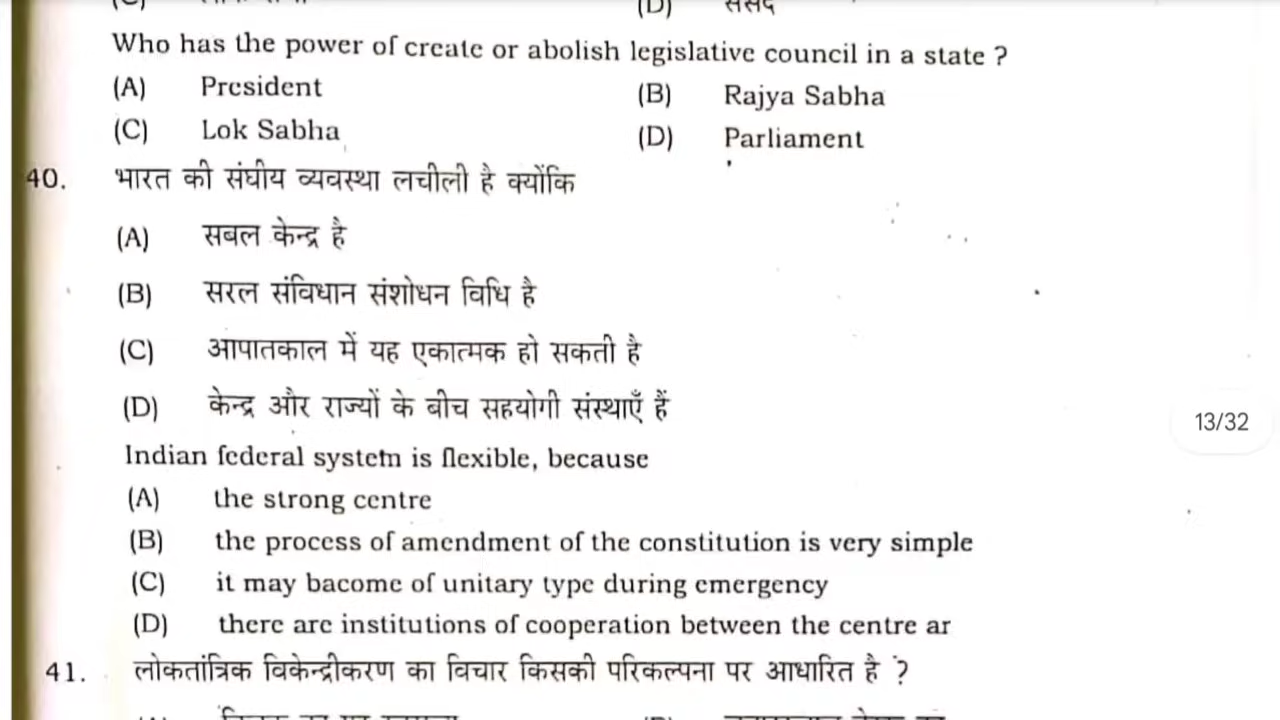 (D) संसद
Who has the power of create or abolish legislative council in a state ?
(A) President (B) Rajya Sabha
(C) Lok Sabha (D) Parliament
40. भारत की संघीय व्यवस्था लचीली है क्योंकि
(A) सबल केन्द्र है
(B) सरल संविधान संशोधन विधि है
(C) आपातकाल में यह एकात्मक हो सकती है
(D) केन्द्र और राज्यों के बीच सहयोगी संस्थाएँ हैं
13/32
Indian federal system is flexible, because
(A) the strong centre
(B) the process of amendment of the constitution is very simple
(C) it may bacome of unitary type during emergency
(D) there are institutions of cooperation between the centre ar
41. लोकतांत्रिक विकेन्द्रीकरण का विचार किसकी परिकल्पना पर आधारित है ?